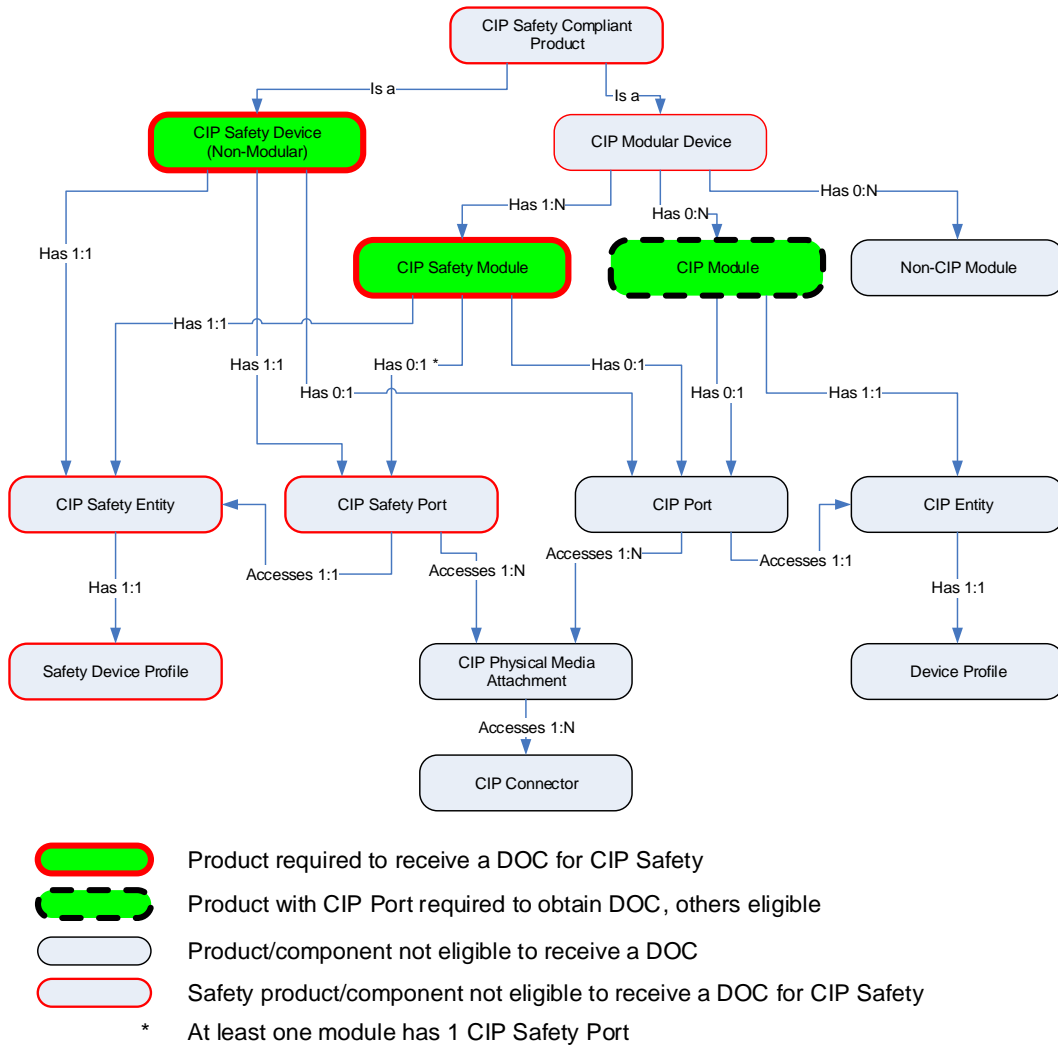 CIP Safety Compliant
Product
Is a
Is a
CIP Safety Device
(Non-Modular)
CIP Modular Device
Has 1:N
Has 0:N
Has 0:N
Has 1:1
CIP Safety Module
CIP Module
Non-CIP Module
Has 1:1
Has 1:1
Has 0:1 *
Has 0:1
Has 0:1
Has 0:1
Has 1:1
CIP Safety Entity
CIP Safety Port
CIP Port
CIP Entity
Accesses 1:1
Accesses 1:N
Accesses 1:N
Accesses 1:1
Has 1:1
Has 1:1
Safety Device Profile
CIP Physical Media
Attachment
Device Profile
Accesses 1:N
CIP Connector
Product required to receive a DOC for CIP Safety
Product with CIP Port required to obtain DOC, others eligible
Product/component not eligible to receive a DOC
Safety product/component not eligible to receive a DOC for CIP Safety
* At least one module has 1 CIP Safety Port